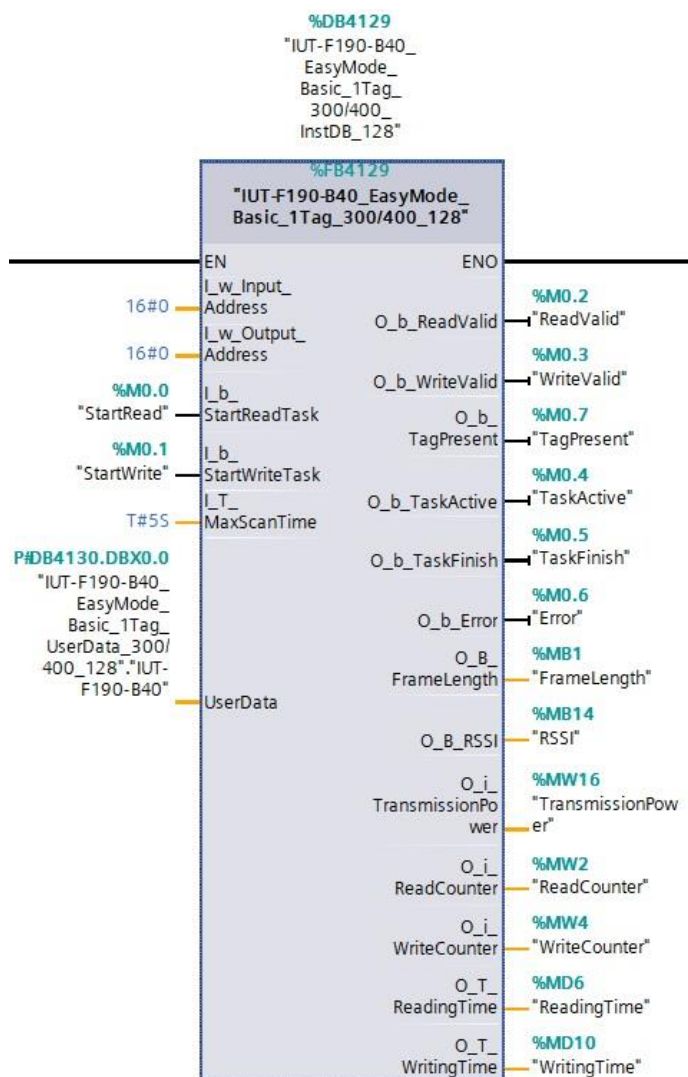 %DB4129
"IUT-F190-B40_
EasyMode_
Basic_1Tag_
300/400_
InstDB_128"
%FB4129
"IUT-F190-B40_EasyMode_
Basic_1Tag_300/400_128"
EN
ENO
16#0
I_w_Input_
Address
16#0
I_w_Output_
Address
%M0.0
"StartRead"
I_b_
StartReadTask
%M0.1
"StartWrite"
I_b_
StartWriteTask
T#5S
I_T_
MaxScanTime
P#DB4130.DBX0.0
"IUT-F190-B40_
EasyMode_
Basic_1Tag_
UserData_300/
400_128"."IUT-
F190-B40"
UserData
O_b_ReadValid
%M0.2
"ReadValid"
O_b_WriteValid
%M0.3
"WriteValid"
O_b_
TagPresent
%M0.7
"TagPresent"
O_b_TaskActive
%M0.4
"TaskActive"
O_b_TaskFinish
%M0.5
"TaskFinish"
O_b_Error
%M0.6
"Error"
O_B_
FrameLength
%MB1
"FrameLength"
O_B_RSSI
%MB14
"RSSI"
O_i_
TransmissionPo
wer
%MW16
"TransmissionPow
er"
O_i_
ReadCounter
%MW2
"ReadCounter"
O_i_
WriteCounter
%MW4
"WriteCounter"
O_T_
ReadingTime
%MD6
"ReadingTime"
O_T_
WritingTime
%MD10
"WritingTime"